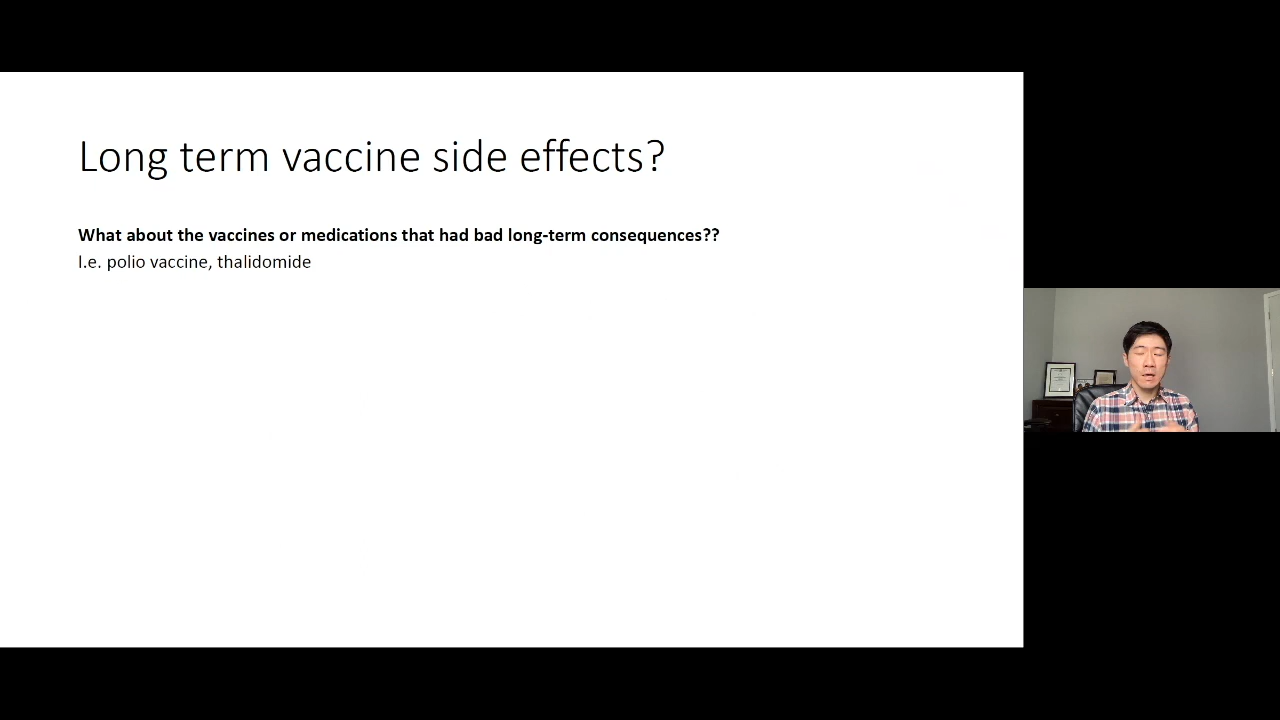 Long term vaccine side effects?
What about the vaccines or medications that had bad long-term consequences??
I.e. polio vaccine, thalidomide